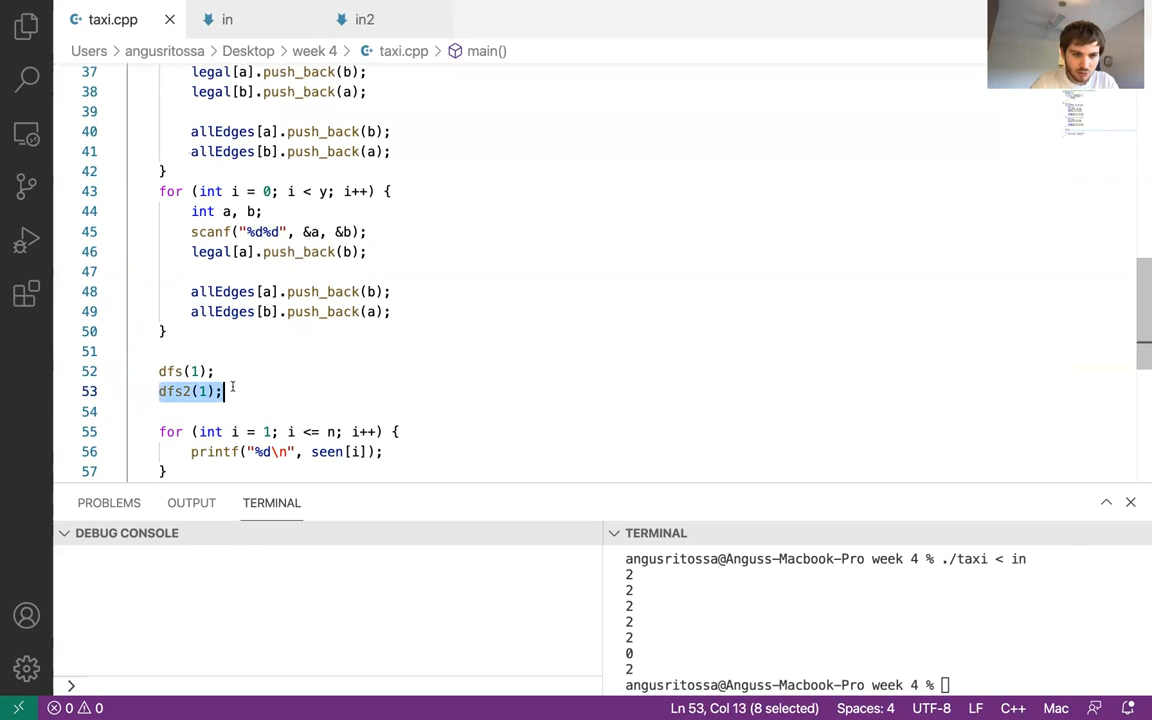 taxi.cpp in in2
Users angusritossa Desktop week 4 taxi.cpp main()
37 legal[a].push_back(b);
38 legal[b].push_back(a);
39
40 allEdges[a].push_back(b);
41 allEdges[b].push_back(a);
42 }
43 for (int i = 0; i < y; i++) {
44 int a, b;
45 scanf("%d%d", &a, &b);
46 legal[a].push_back(b);
47
48 allEdges[a].push_back(b);
49 allEdges[b].push_back(a);
50 }
51
52 dfs(1);
53 dfs2(1);
54
55 for (int i = 1; i <= n; i++) {
56 printf("%d\n", seen[i]);
57 }
PROBLEMS OUTPUT TERMINAL
DEBUG CONSOLE
TERMINAL
angusritossa@Anguss-Macbook-Pro week 4 % ./taxi < in
2
2
2
2
2
0
2
angusritossa@Anguss-Macbook-Pro week 4 %
0 0 Ln 53, Col 13 (8 selected) Spaces: 4 UTF-8 LF C++ Mac